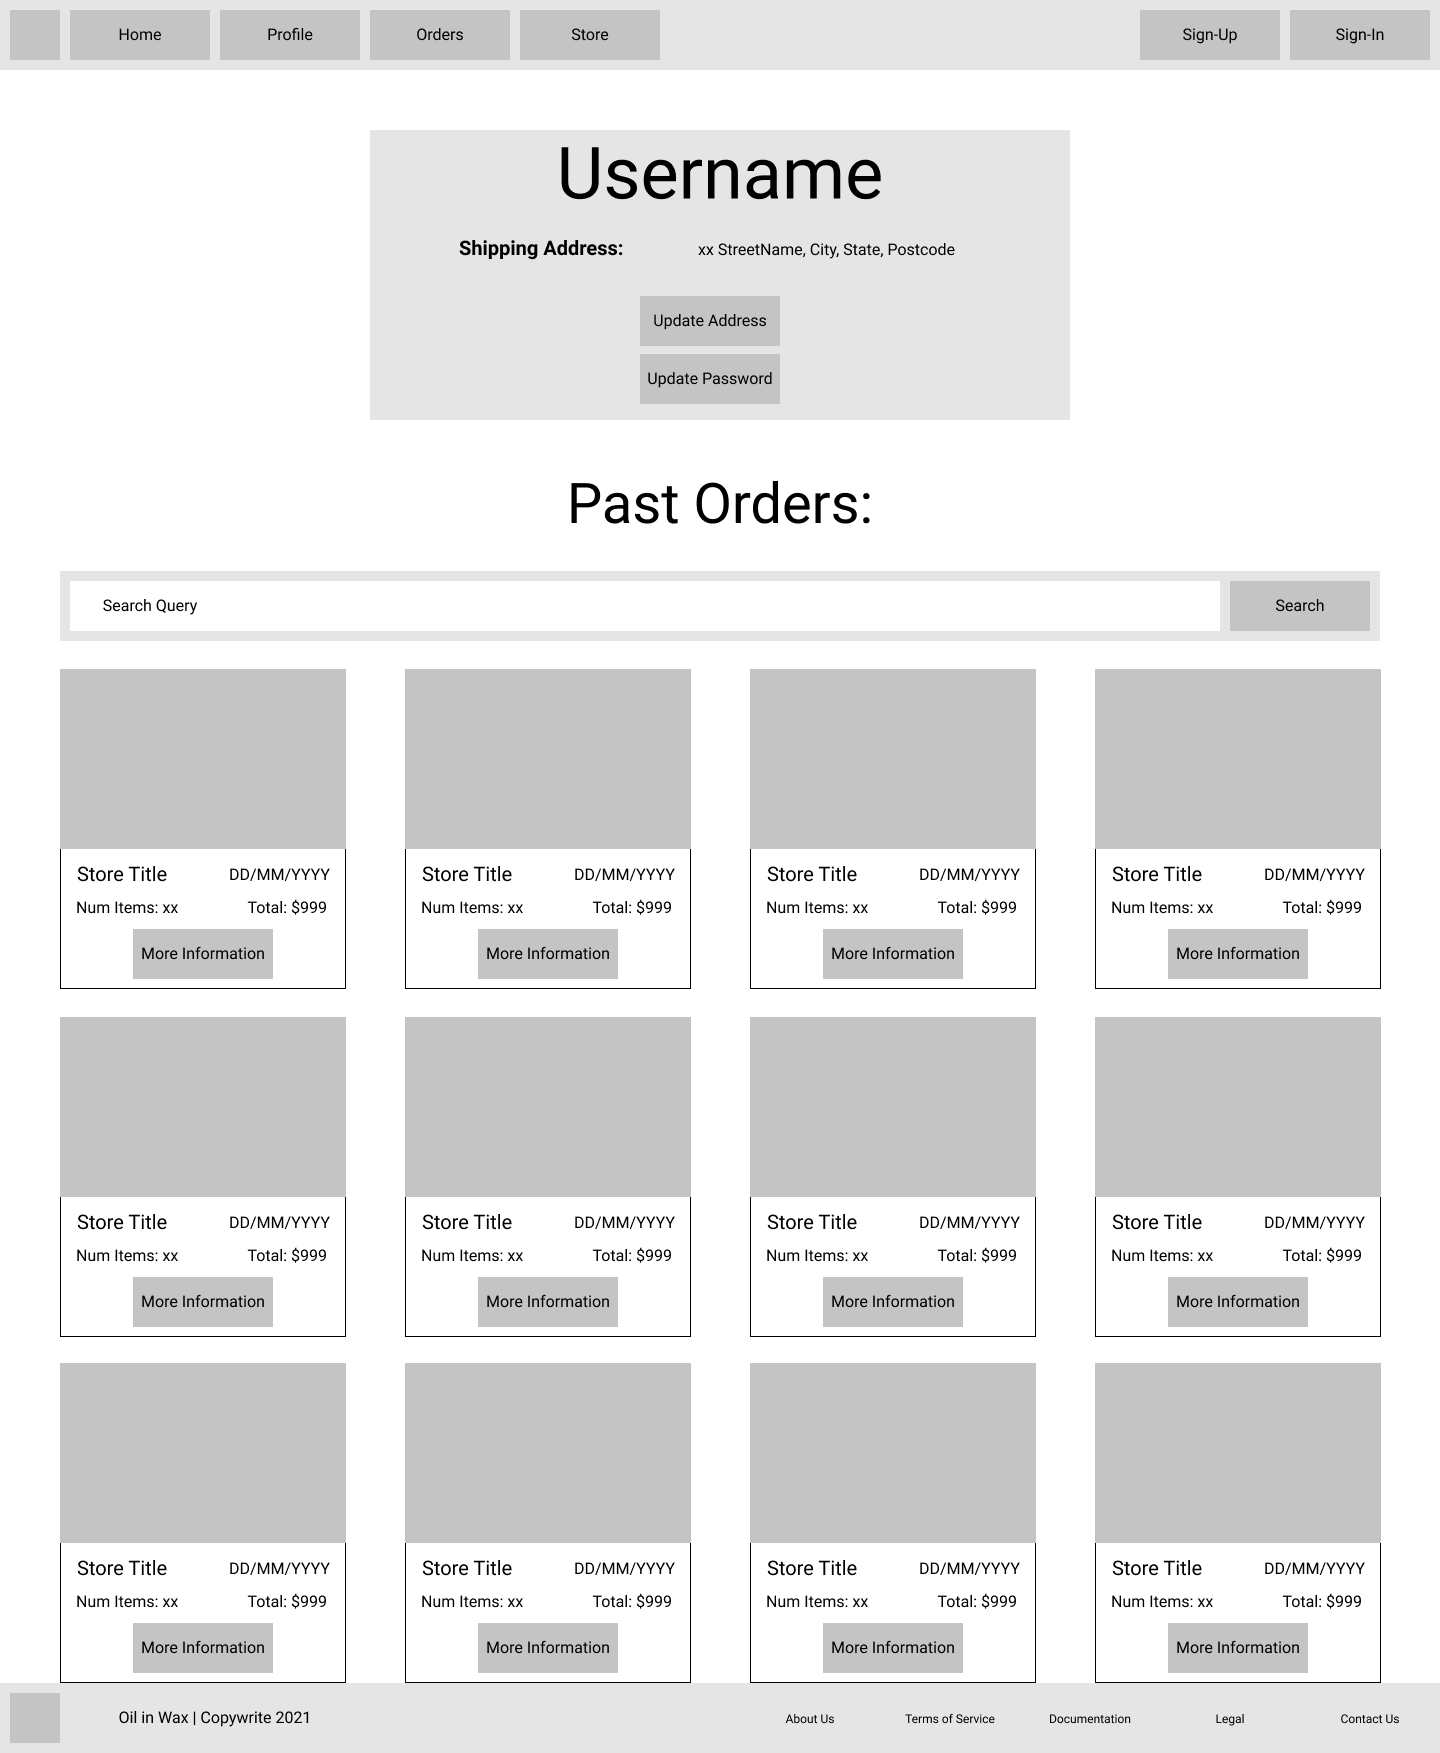 Home Profile Orders Store Sign-Up Sign-In
Username
Shipping Address: xx StreetName, City, State, Postcode
Update Address
Update Password
Past Orders:
Search Query Search
Store Title DD/MM/YYYY Store Title DD/MM/YYYY Store Title DD/MM/YYYY Store Title DD/MM/YYYY
Num Items: xx Total: $999 Num Items: xx Total: $999 Num Items: xx Total: $999 Num Items: xx Total: $999
More Information More Information More Information More Information
Store Title DD/MM/YYYY Store Title DD/MM/YYYY Store Title DD/MM/YYYY Store Title DD/MM/YYYY
Num Items: xx Total: $999 Num Items: xx Total: $999 Num Items: xx Total: $999 Num Items: xx Total: $999
More Information More Information More Information More Information
Store Title DD/MM/YYYY Store Title DD/MM/YYYY Store Title DD/MM/YYYY Store Title DD/MM/YYYY
Num Items: xx Total: $999 Num Items: xx Total: $999 Num Items: xx Total: $999 Num Items: xx Total: $999
More Information More Information More Information More Information
Oil in Wax | Copywrite 2021 About Us Terms of Service Documentation Legal Contact Us